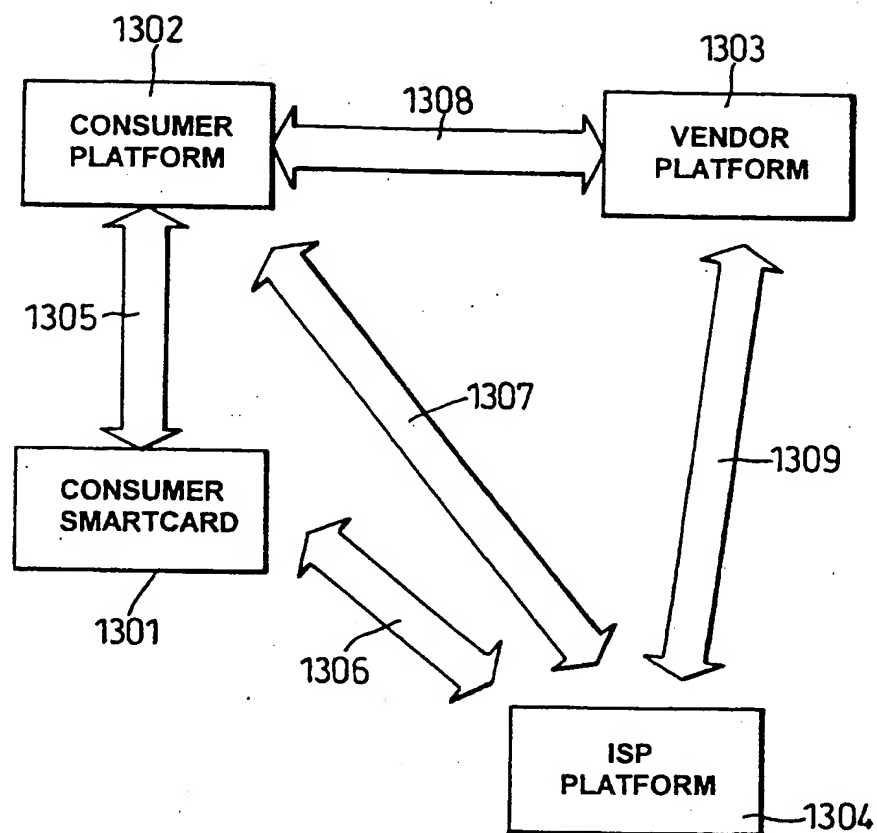 1302
1303
CONSUMER
PLATFORM
1308
VENDOR
PLATFORM
1305
1307
1309
CONSUMER
SMARTCARD
1301
1306
ISP
PLATFORM
1304